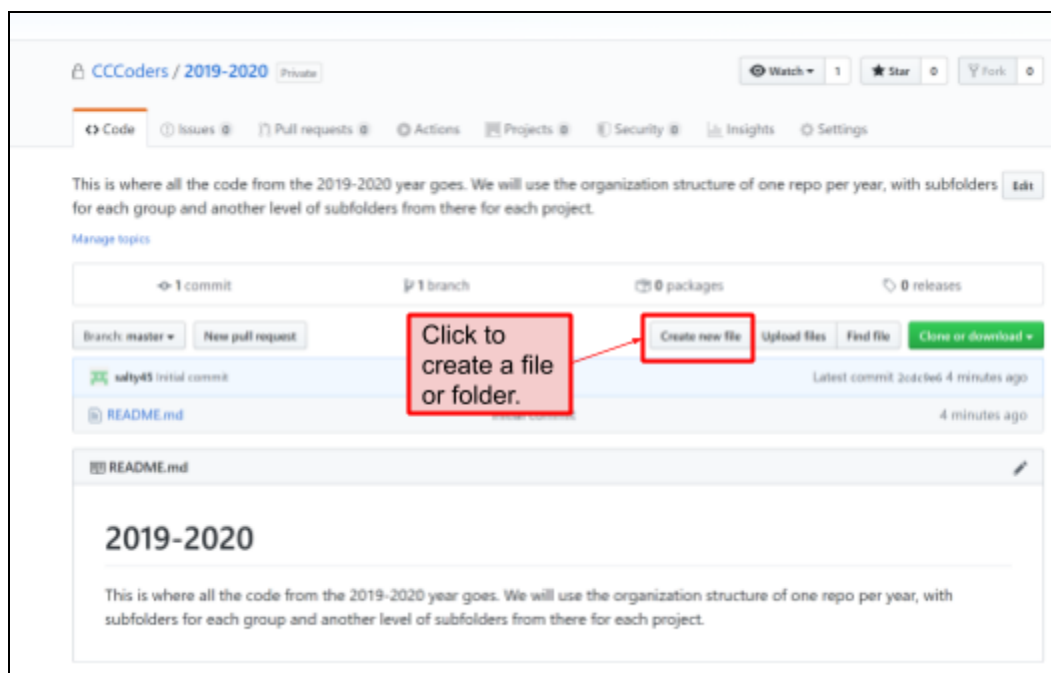 CCCoders / 2019-2020 Private
Watch 1 Star 0 Fork 0
Code Issues 0 Pull requests 0 Actions Projects 0 Security 0 Insights Settings
This is where all the code from the 2019-2020 year goes. We will use the organization structure of one repo per year, with subfolders Edit
for each group and another level of subfolders from there for each project.
Manage topics
1 commit 1 branch 0 packages 0 releases
Branch: master New pull request Create new file Upload files Find file Clone or download
Click to
create a file
or folder.
salty45 Initial commit Latest commit 4 minutes ago
README.md 4 minutes ago
README.md
2019-2020
This is where all the code from the 2019-2020 year goes. We will use the organization structure of one repo per year, with
subfolders for each group and another level of subfolders from there for each project.